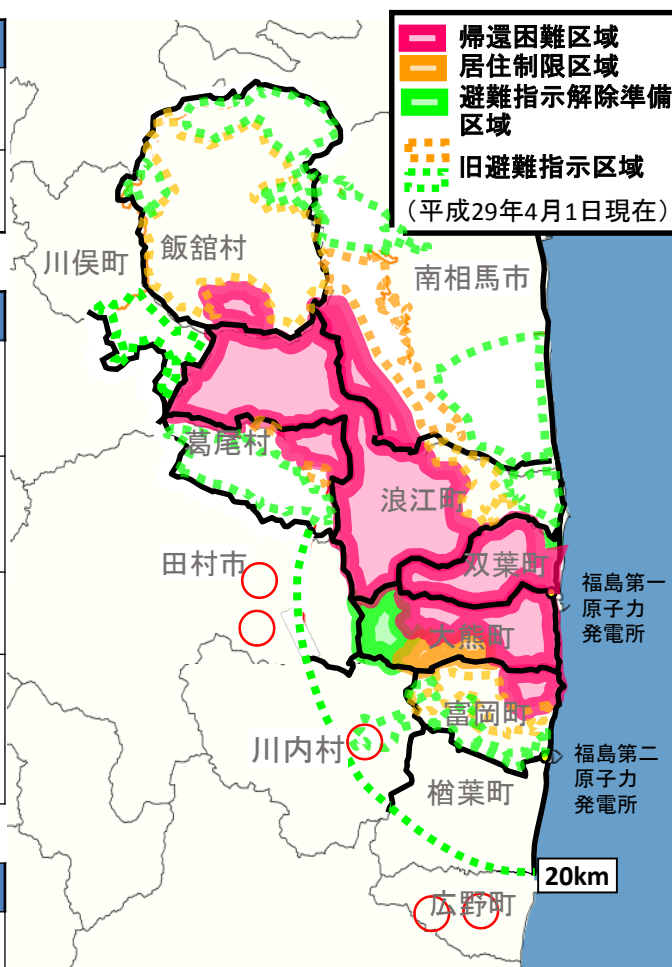 帰還困難区域
居住制限区域
避難指示解除準備
区域
旧避難指示区域
(平成29年4月1日現在)
川俣町
飯舘村
南相馬市
葛尾村
浪江町
田村市
双葉町
福島第一
原子力
発電所
大熊町
富岡町
川内村
福島第二
原子力
発電所
楢葉町
20km
広野町